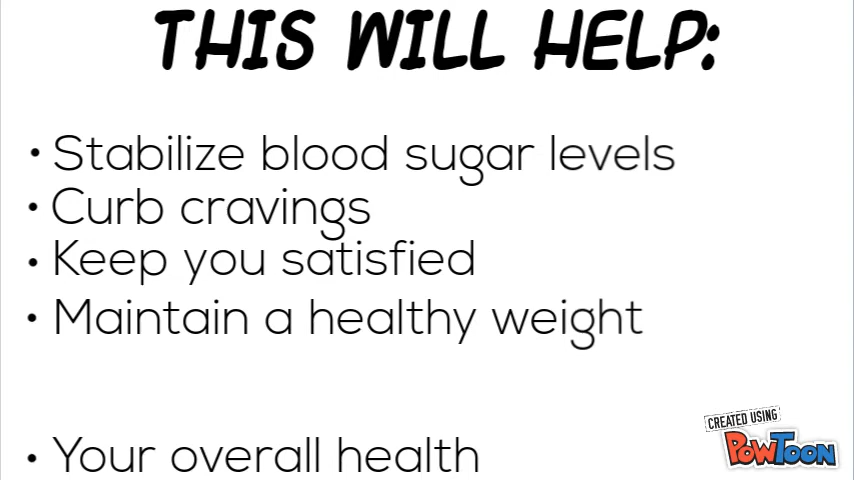 THIS WILL HELP:
• Stabilize blood sugar levels
• Curb cravings
• Keep you satisfied
• Maintain a healthy weight
• Your overall health
CREATED USING
POWTOON